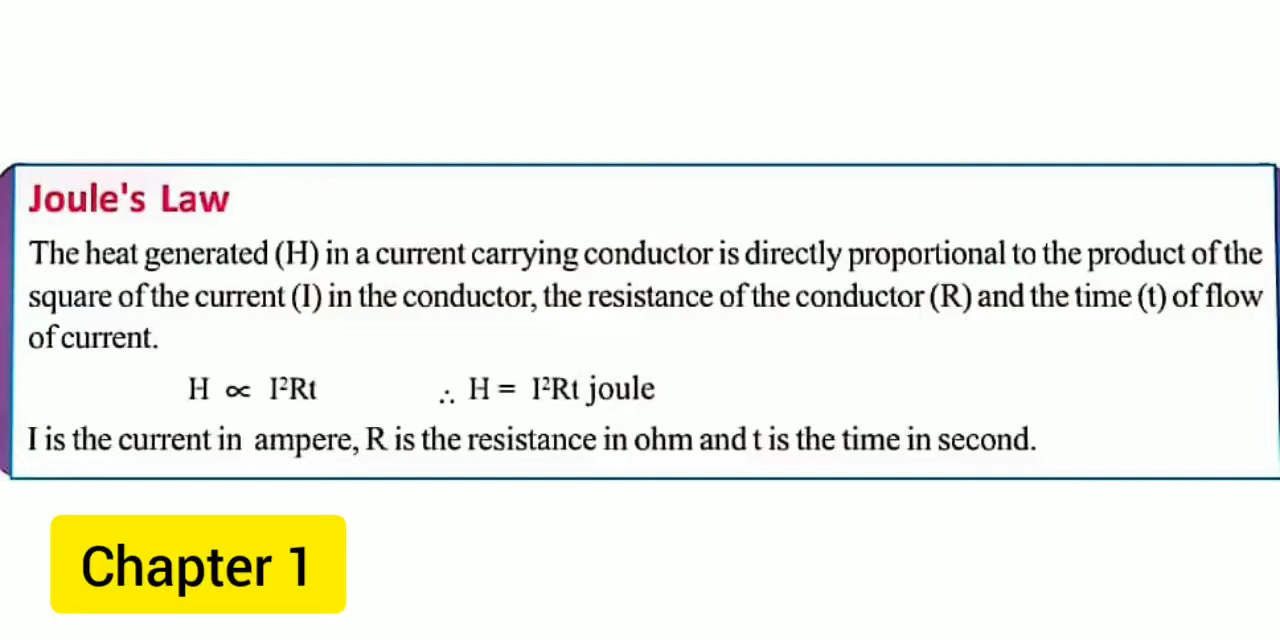 Joule's Law
The heat generated (H) in a current carrying conductor is directly proportional to the product of the
square of the current (I) in the conductor, the resistance of the conductor (R) and the time (t) of flow
of current.
H ∝ I²Rt ∴ H = I²Rt joule
I is the current in ampere, R is the resistance in ohm and t is the time in second.
Chapter 1